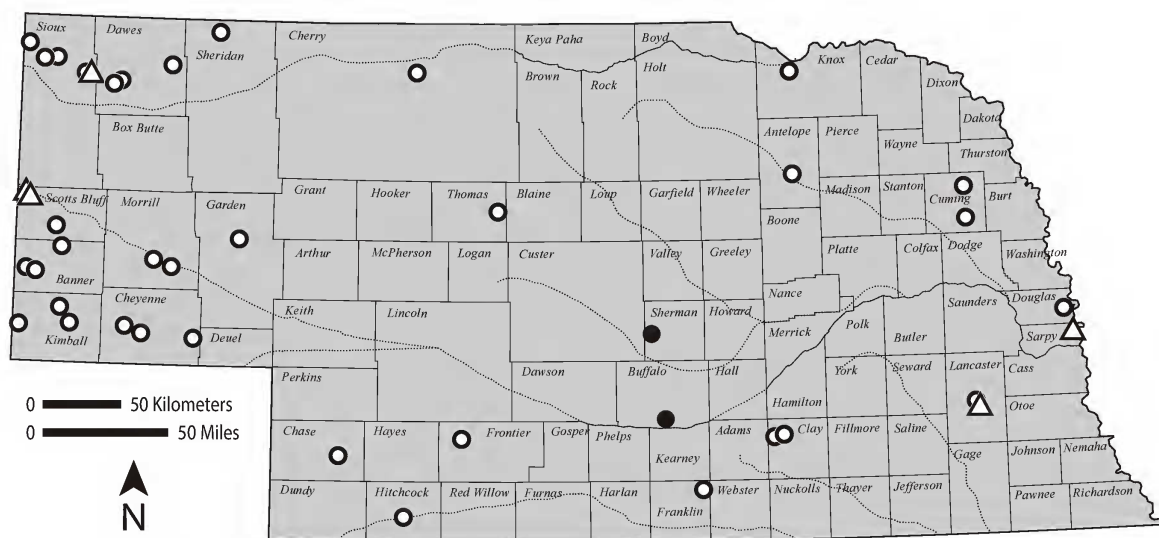 Sioux
Dawes
Sheridan
Cherry
Keya Paha
Boyd
Knox
Cedar
Dixon
Dakota
Brown
Rock
Holt
Box Butte
Antelope
Pierce
Wayne
Thurston
Scotts Bluff
Morrill
Garden
Grant
Hooker
Thomas
Blaine
Loup
Garfield
Wheeler
Madison
Stanton
Cuming
Burt
Boone
Banner
Arthur
McPherson
Logan
Custer
Valley
Greeley
Platte
Colfax
Dodge
Washington
Kimball
Cheyenne
Deuel
Keith
Lincoln
Sherman
Howard
Nance
Merrick
Polk
Butler
Saunders
Douglas
Sarpy
Perkins
Dawson
Buffalo
Hall
Hamilton
York
Seward
Lancaster
Cass
Otoe
0 50 Kilometers
0 50 Miles
Chase
Hayes
Frontier
Gosper
Phelps
Kearney
Adams
Clay
Fillmore
Saline
Gage
Johnson
Nemaha
Dundy
Hitchcock
Red Willow
Furnas
Harlan
Franklin
Webster
Nuckolls
Thayer
Jefferson
Pawnee
Richardson
N